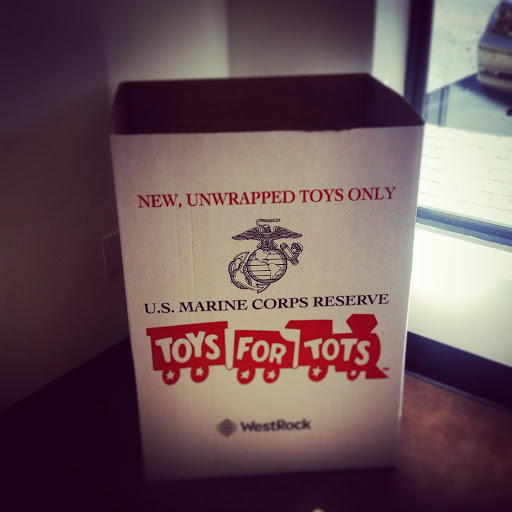 NEW, UNWRAPPED TOYS ONLY
U.S. MARINE CORPS RESERVE
TOYS FOR TOTS
WestRock